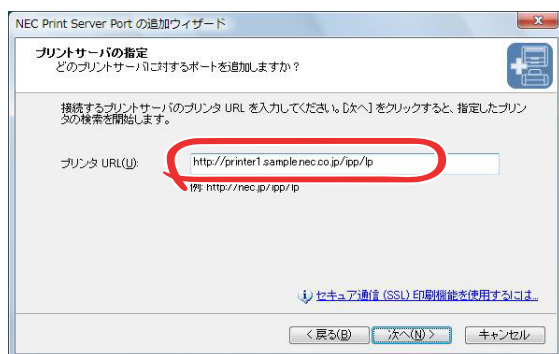 NEC Print Server Port の追加ウィザード
プリントサーバの指定
どのプリントサーバに対するポートを追加しますか？
接続するプリントサーバのプリンタ URL を入力してください。[次へ] をクリックすると、指定したプリン
タの検索を開始します。
プリンタ URL(U):
http://printer1.sample.nec.co.jp/ipp/lp
例: http://nec.jp/ipp/lp
セキュア通信 (SSL) 印刷機能を使用するには...
< 戻る(B)
次へ(N) >
キャンセル